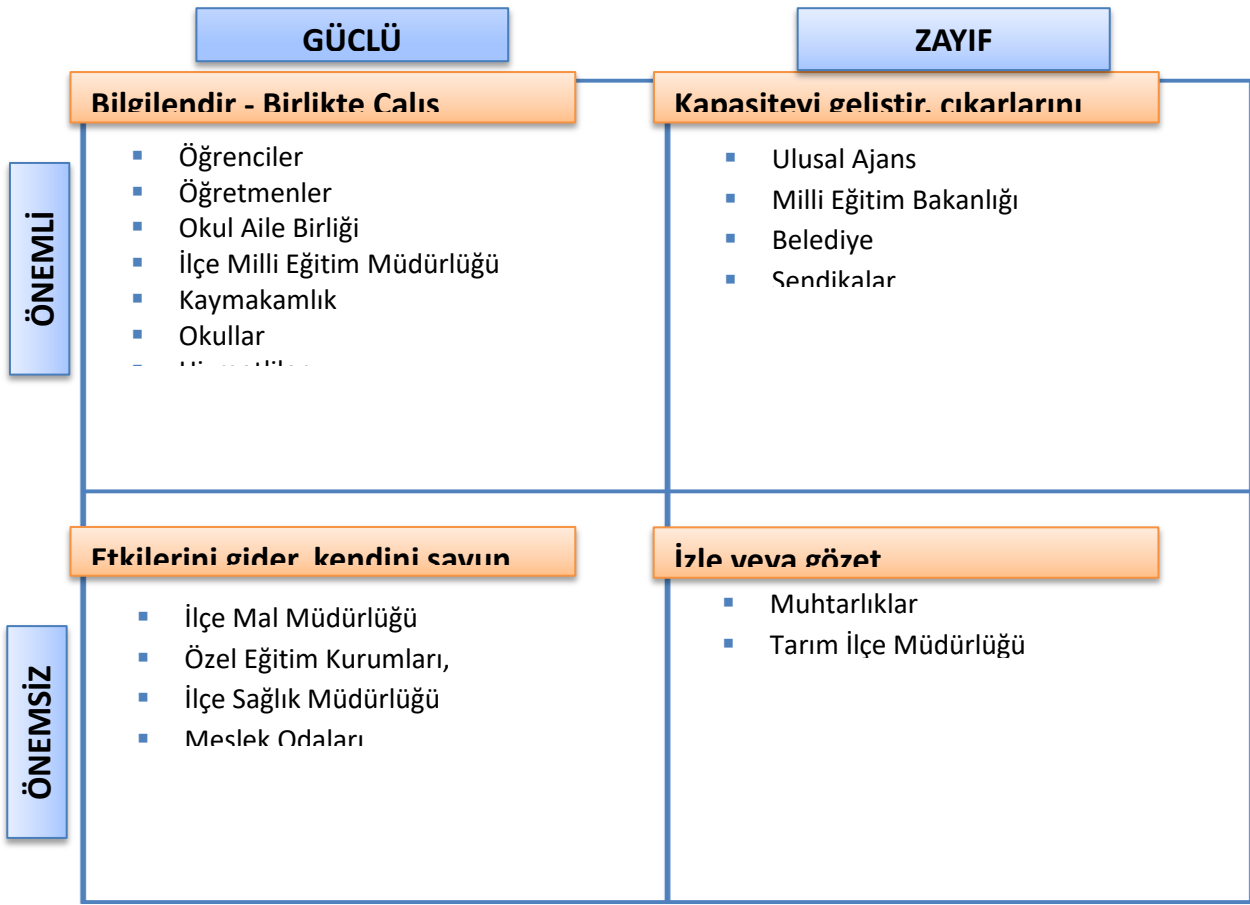 GÜCLÜ
ZAYIF
Bilgilendir - Birlikte Çalış
Kapasiteyi geliştir, çıkarlarını
ÖNEMLİ
Öğrenciler
Öğretmenler
Okul Aile Birliği
İlçe Milli Eğitim Müdürlüğü
Kaymakamlık
Okullar
Ulusal Ajans
Milli Eğitim Bakanlığı
Belediye
Sendikalar
Etkilerini gider, kendini savun
İzle veya gözet
ÖNEMSİZ
İlçe Mal Müdürlüğü
Özel Eğitim Kurumları,
İlçe Sağlık Müdürlüğü
Meslek Odaları
Muhtarlıklar
Tarım İlçe Müdürlüğü